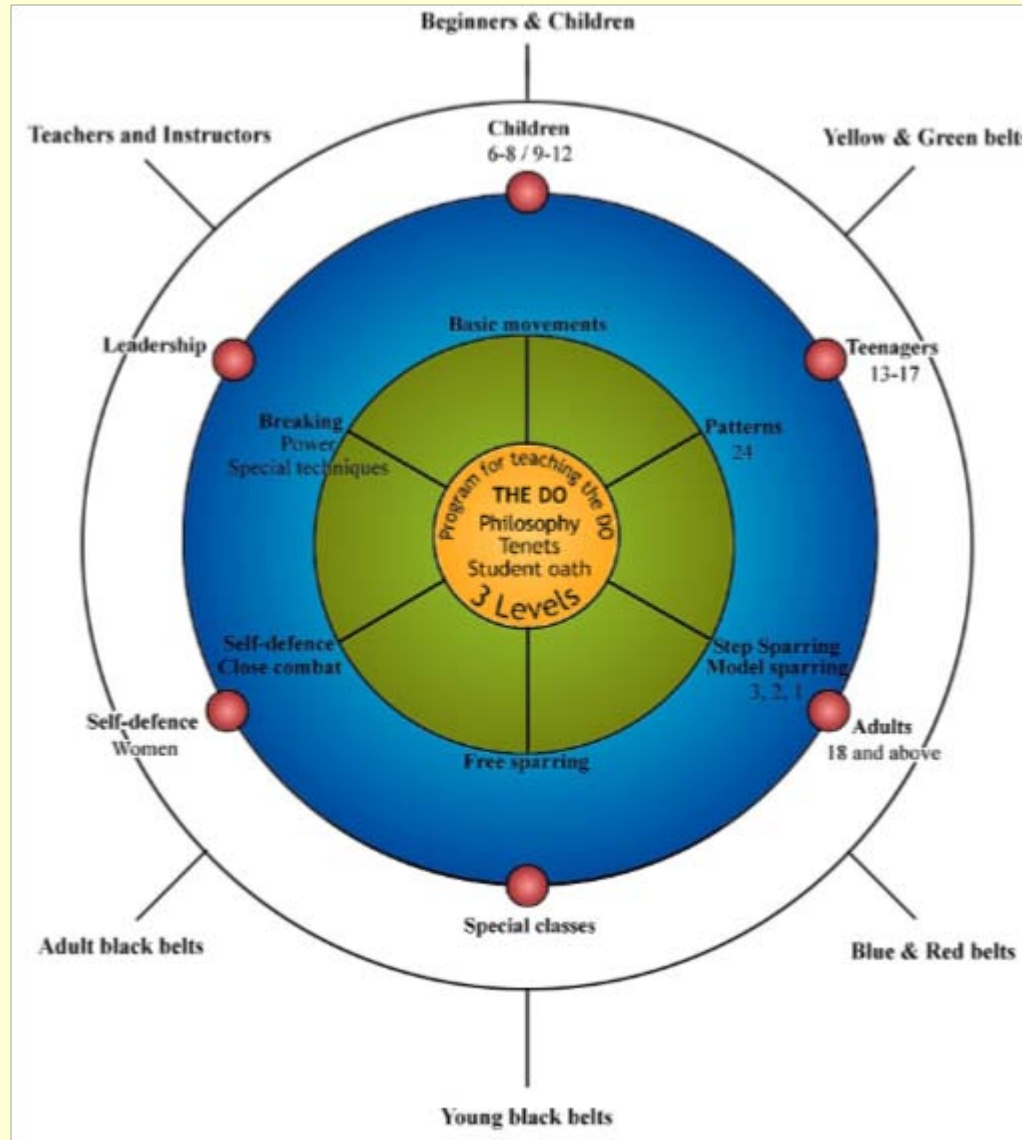 Beginners & Children
Teachers and Instructors
Yellow & Green belts
Children
6-8 / 9-12
Leadership
Teenagers
13-17
Basic movements
Breaking
Power
Special techniques
Patterns
24
Program for teaching the DO
THE DO
Philosophy
Tenets
Student oath
3 Levels
Self-defence
Close combat
Step Sparring
Model sparring
3, 2, 1
Free sparring
Self-defence
Women
Adults
18 and above
Special classes
Adult black belts
Blue & Red belts
Young black belts